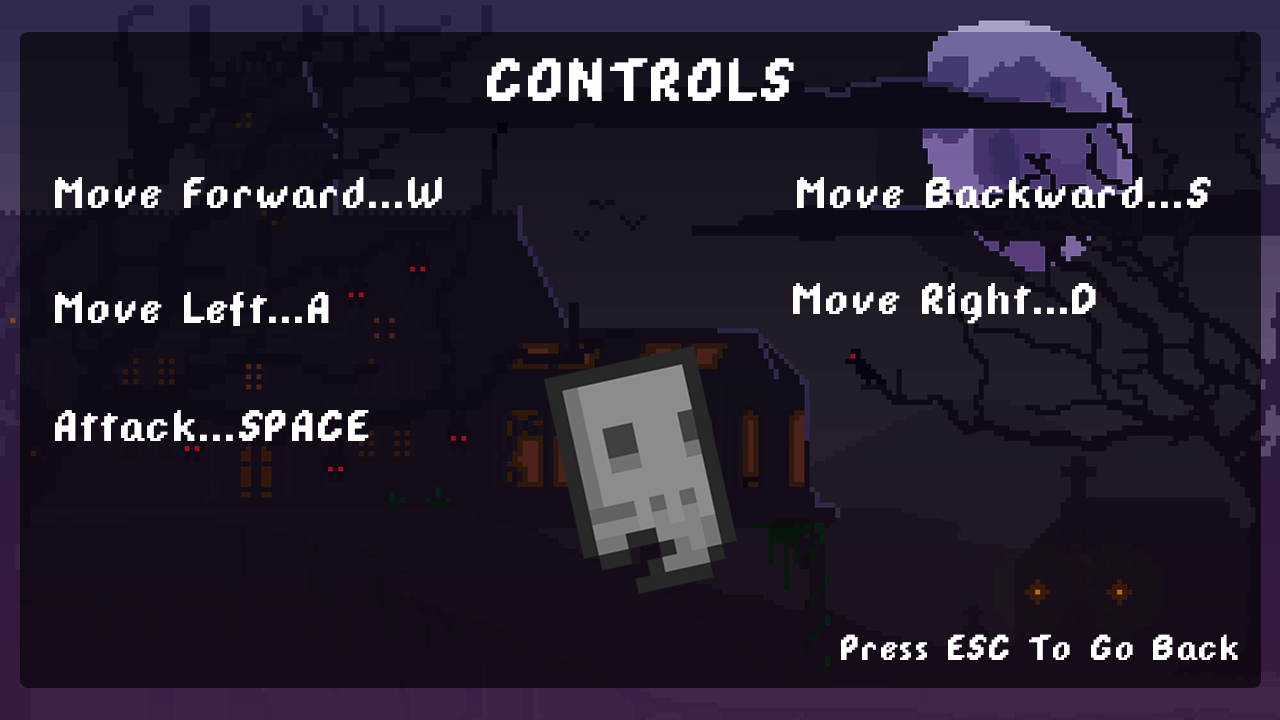 CONTROLS
Move Forward...W
Move Backward...S
Move Left...A
Move Right...D
Attack...SPACE
Press ESC To Go Back